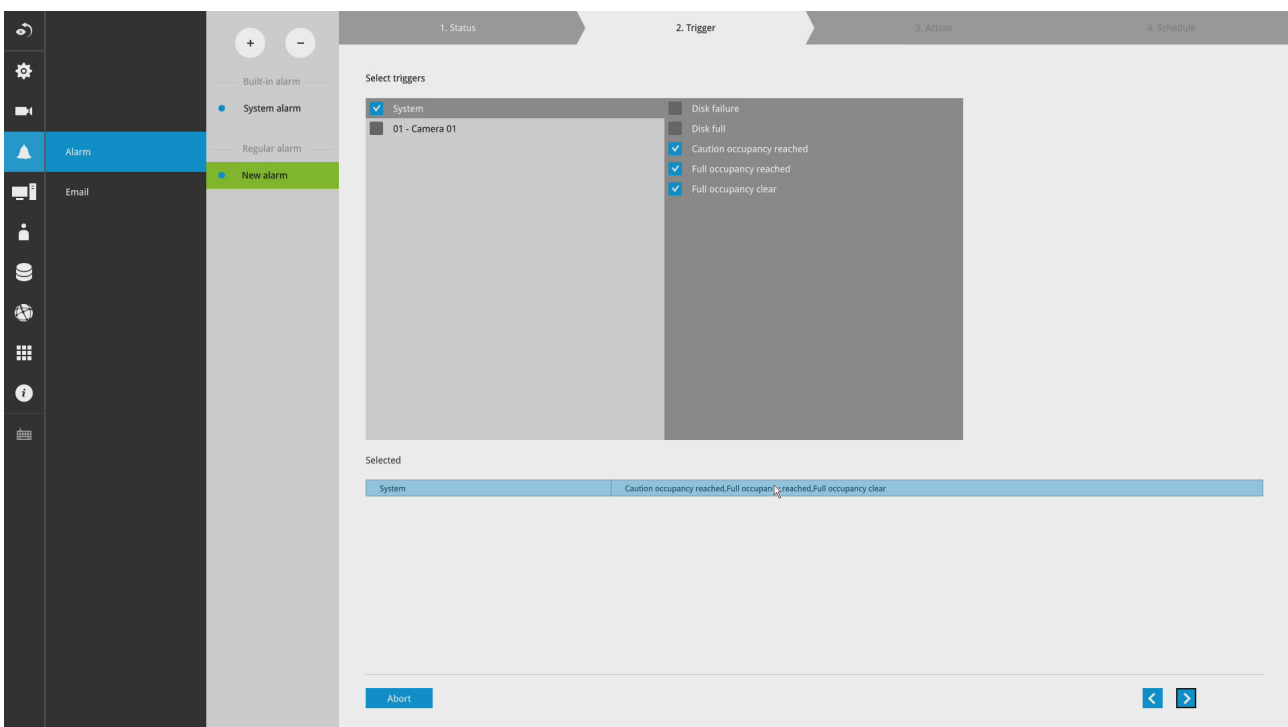 1. Status
2. Trigger
3. Action
4. Schedule
+
-
Built-in alarm
System alarm
Regular alarm
New alarm
Alarm
Email
Select triggers
System
01 - Camera 01
Disk failure
Disk full
Caution occupancy reached
Full occupancy reached
Full occupancy clear
Selected
System
Caution occupancy reached,Full occupancy reached,Full occupancy clear
Abort